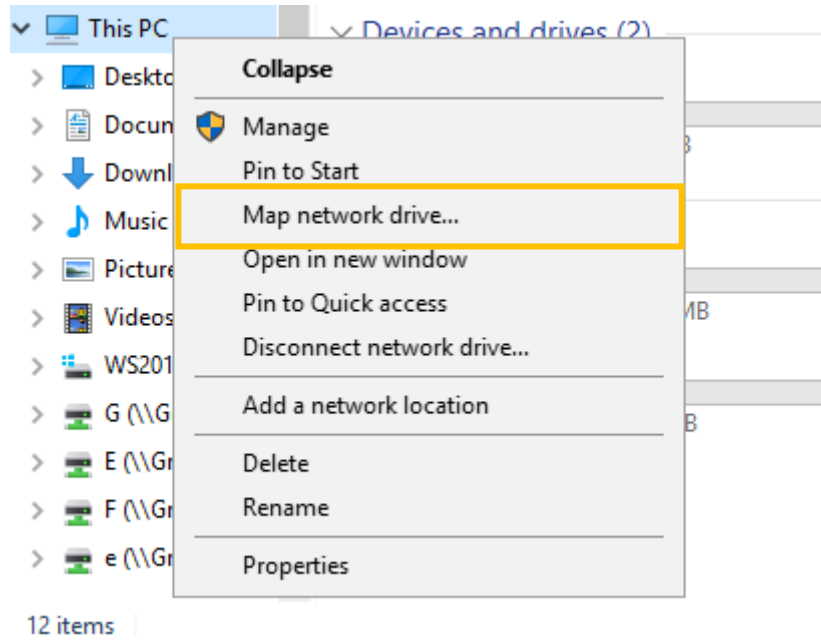 This PC
Devices and drives (2)
Deskto
Collapse
Docum
Manage
Downl
Pin to Start
Music
Map network drive...
Picture
Open in new window
Videos
Pin to Quick access
MB
WS201
Disconnect network drive...
G (\\G
Add a network location
B
E (\\Gr
Delete
F (\\Gr
Rename
e (\\Gr
Properties
12 items